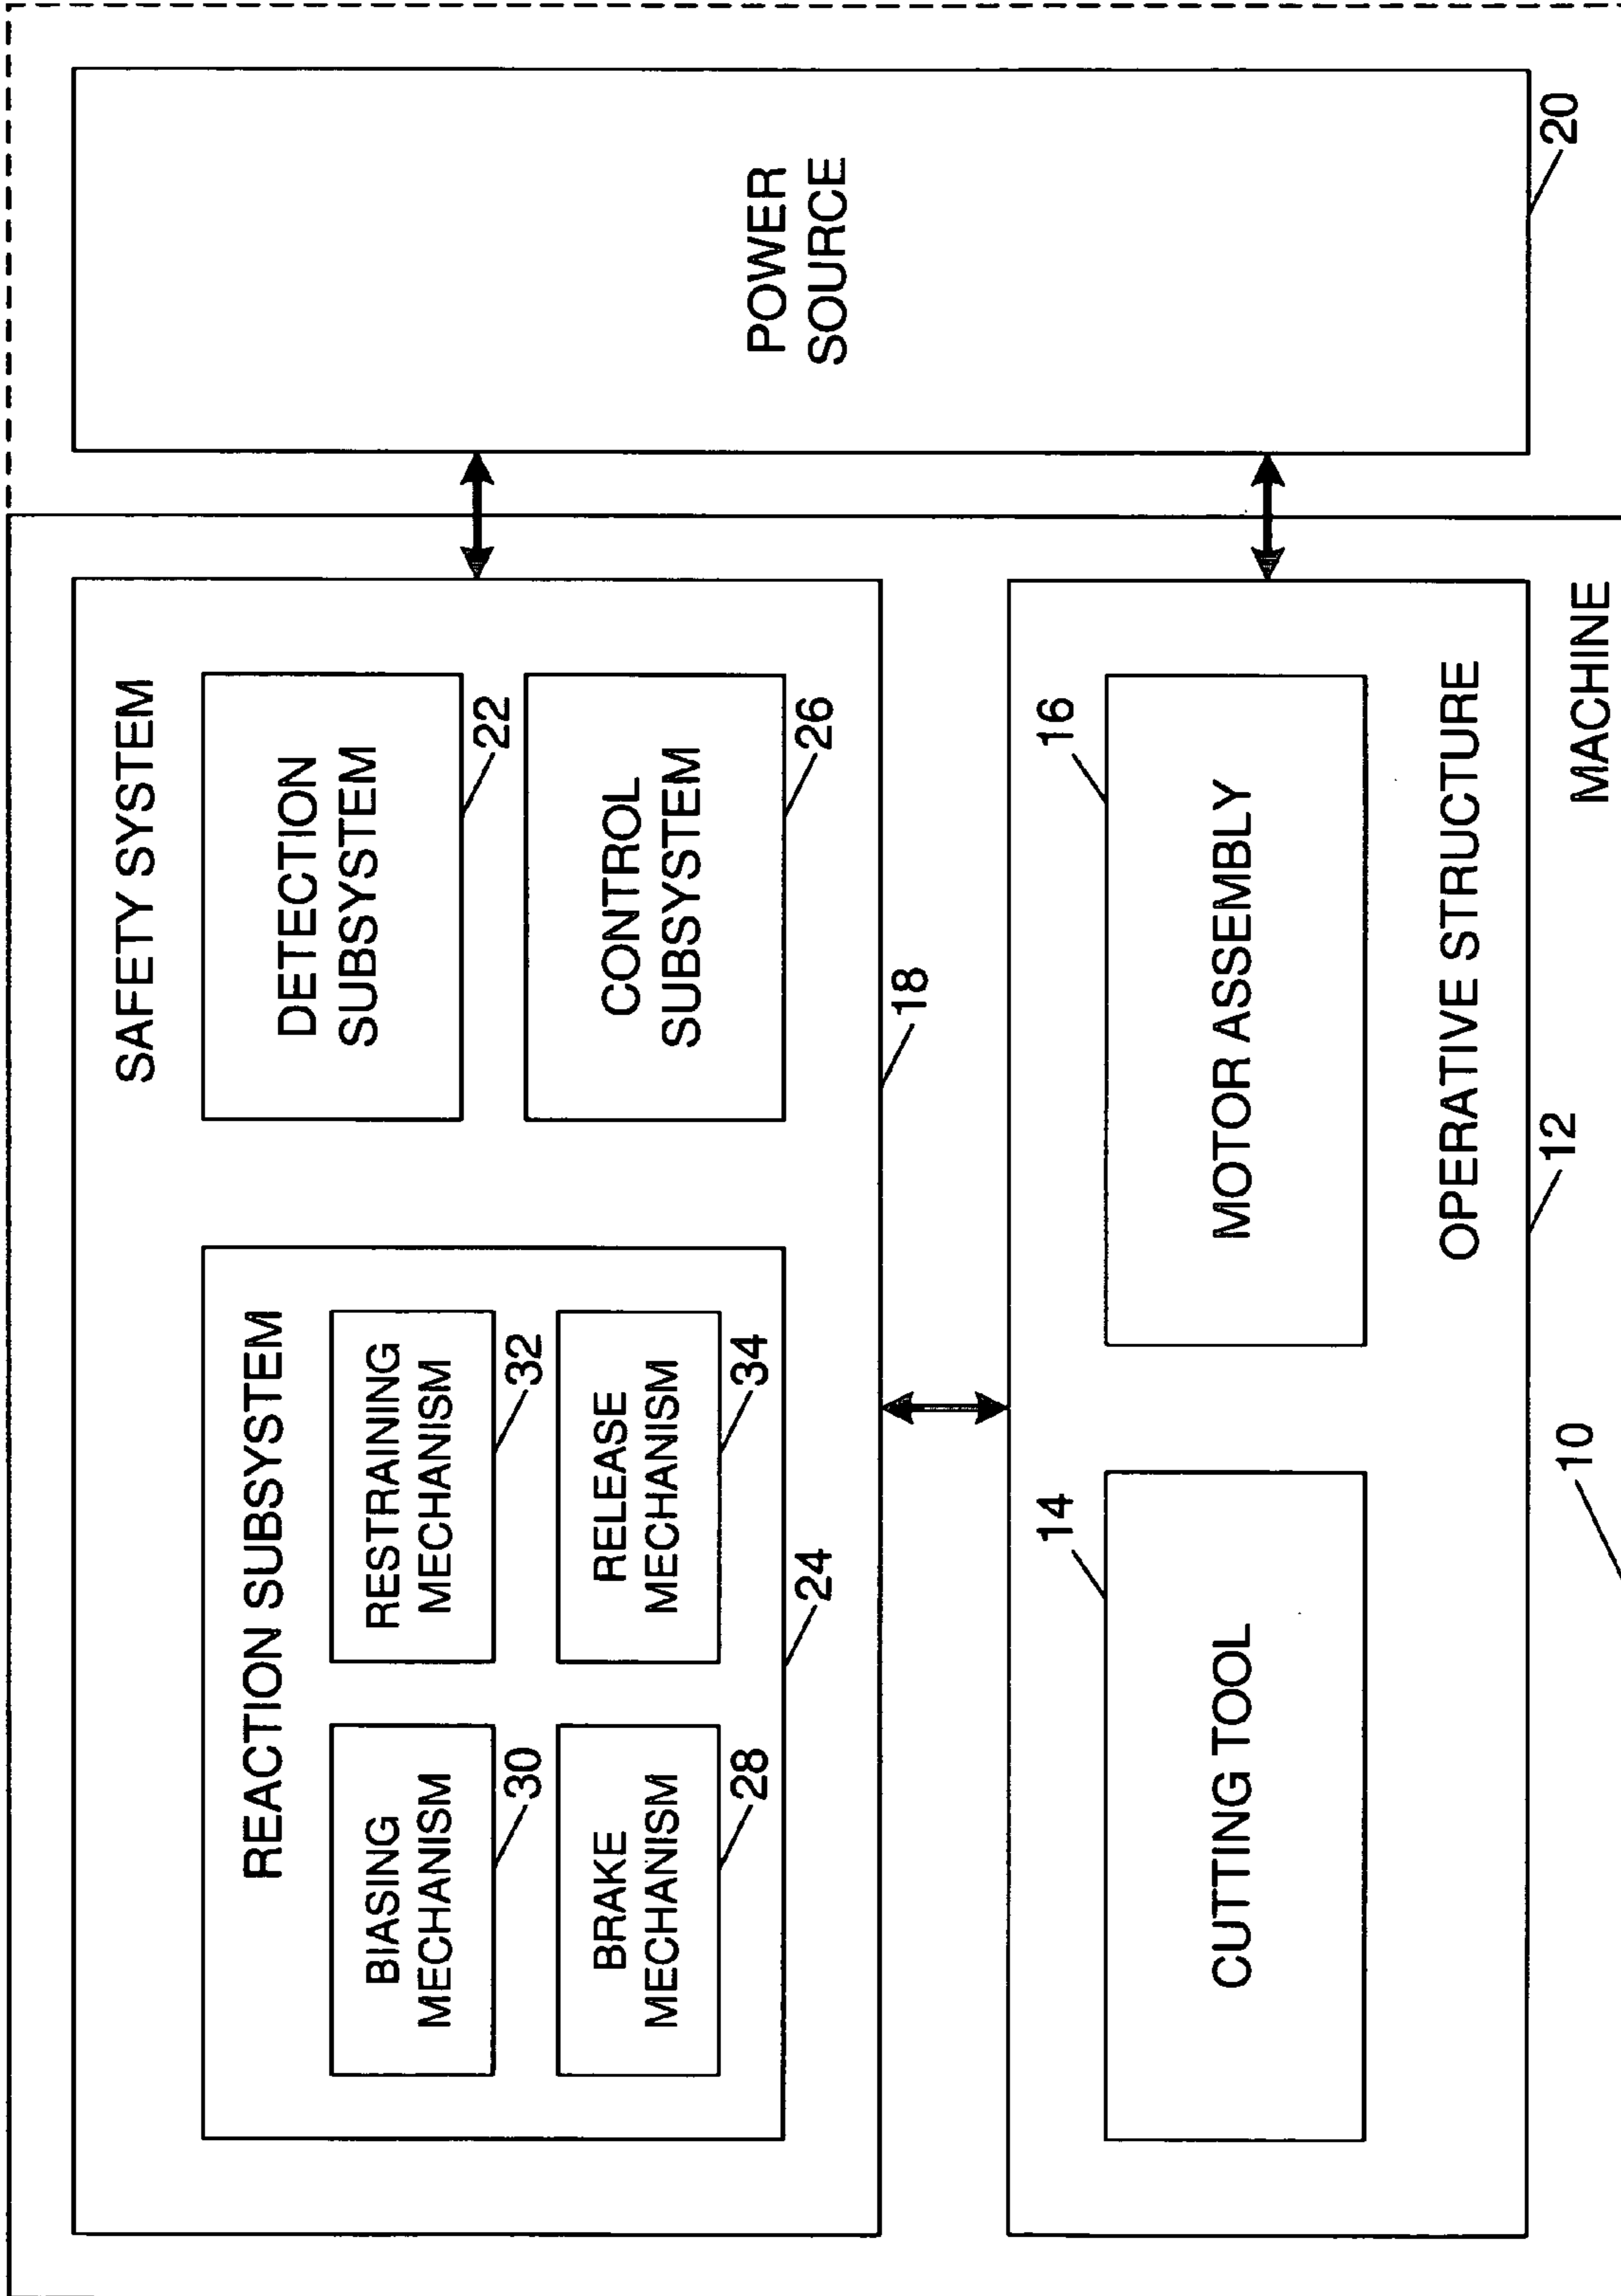 SAFETY SYSTEM
REACTION SUBSYSTEM
BIASING
MECHANISM
30
RESTRAINING
MECHANISM
32
BRAKE
MECHANISM
28
RELEASE
MECHANISM
34
24
DETECTION
SUBSYSTEM
22
CONTROL
SUBSYSTEM
26
18
14
CUTTING TOOL
16
MOTOR ASSEMBLY
OPERATIVE STRUCTURE
12
10
MACHINE
POWER
SOURCE
20